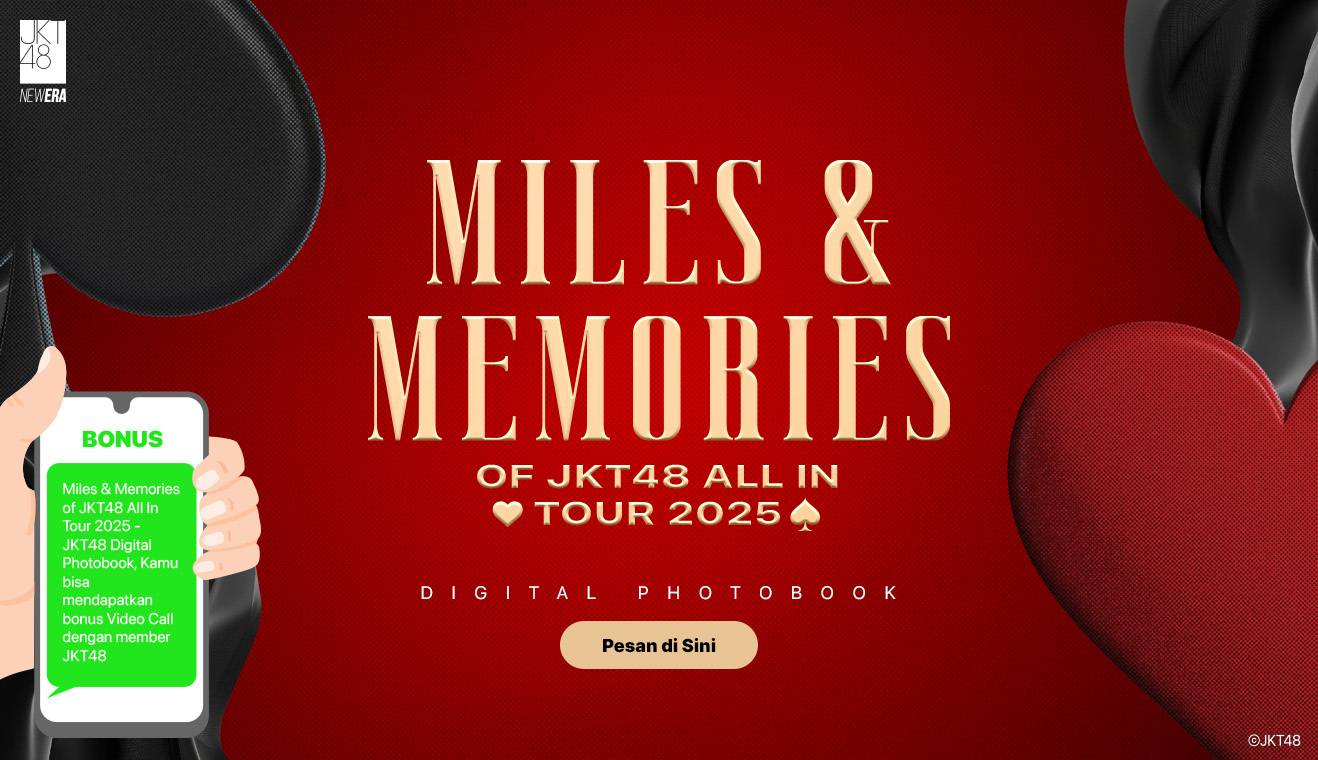 JKT
48
NEWERA
MILES &
MEMORIES
OF JKT48 ALL IN
TOUR 2025
DIGITAL PHOTOBOOK
Pesan di Sini
BONUS
Miles & Memories
of JKT48 All In
Tour 2025 -
JKT48 Digital
Photobook, Kamu
bisa
mendapatkan
bonus Video Call
dengan member
JKT48
©JKT48